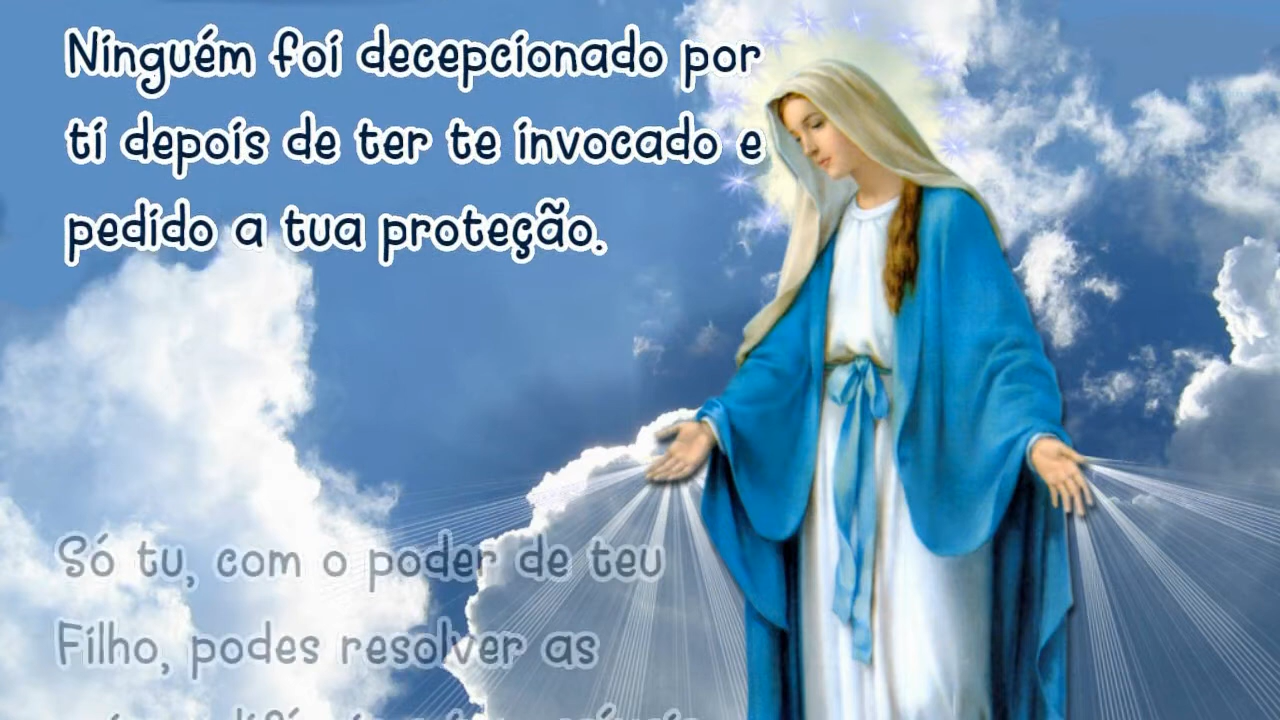 Ninguém foi decepcionado por
ti depois de ter te invocado e
pedido a tua proteção.
Só tu, com o poder de teu
Filho, podes resolver as